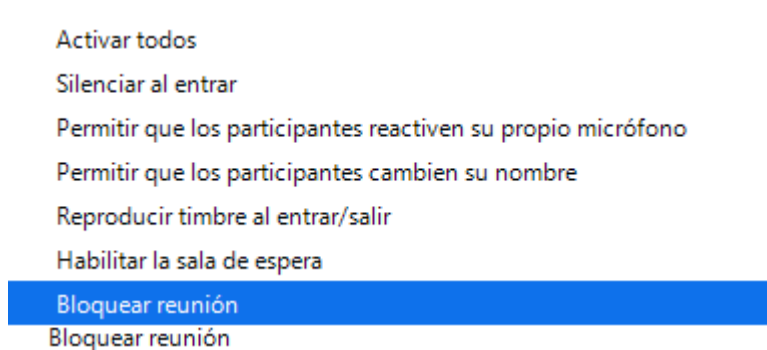 Activar todos
Silenciar al entrar
Permitir que los participantes reactiven su propio micrófono
Permitir que los participantes cambien su nombre
Reproducir timbre al entrar/salir
Habilitar la sala de espera
Bloquear reunión
Bloquear reunión